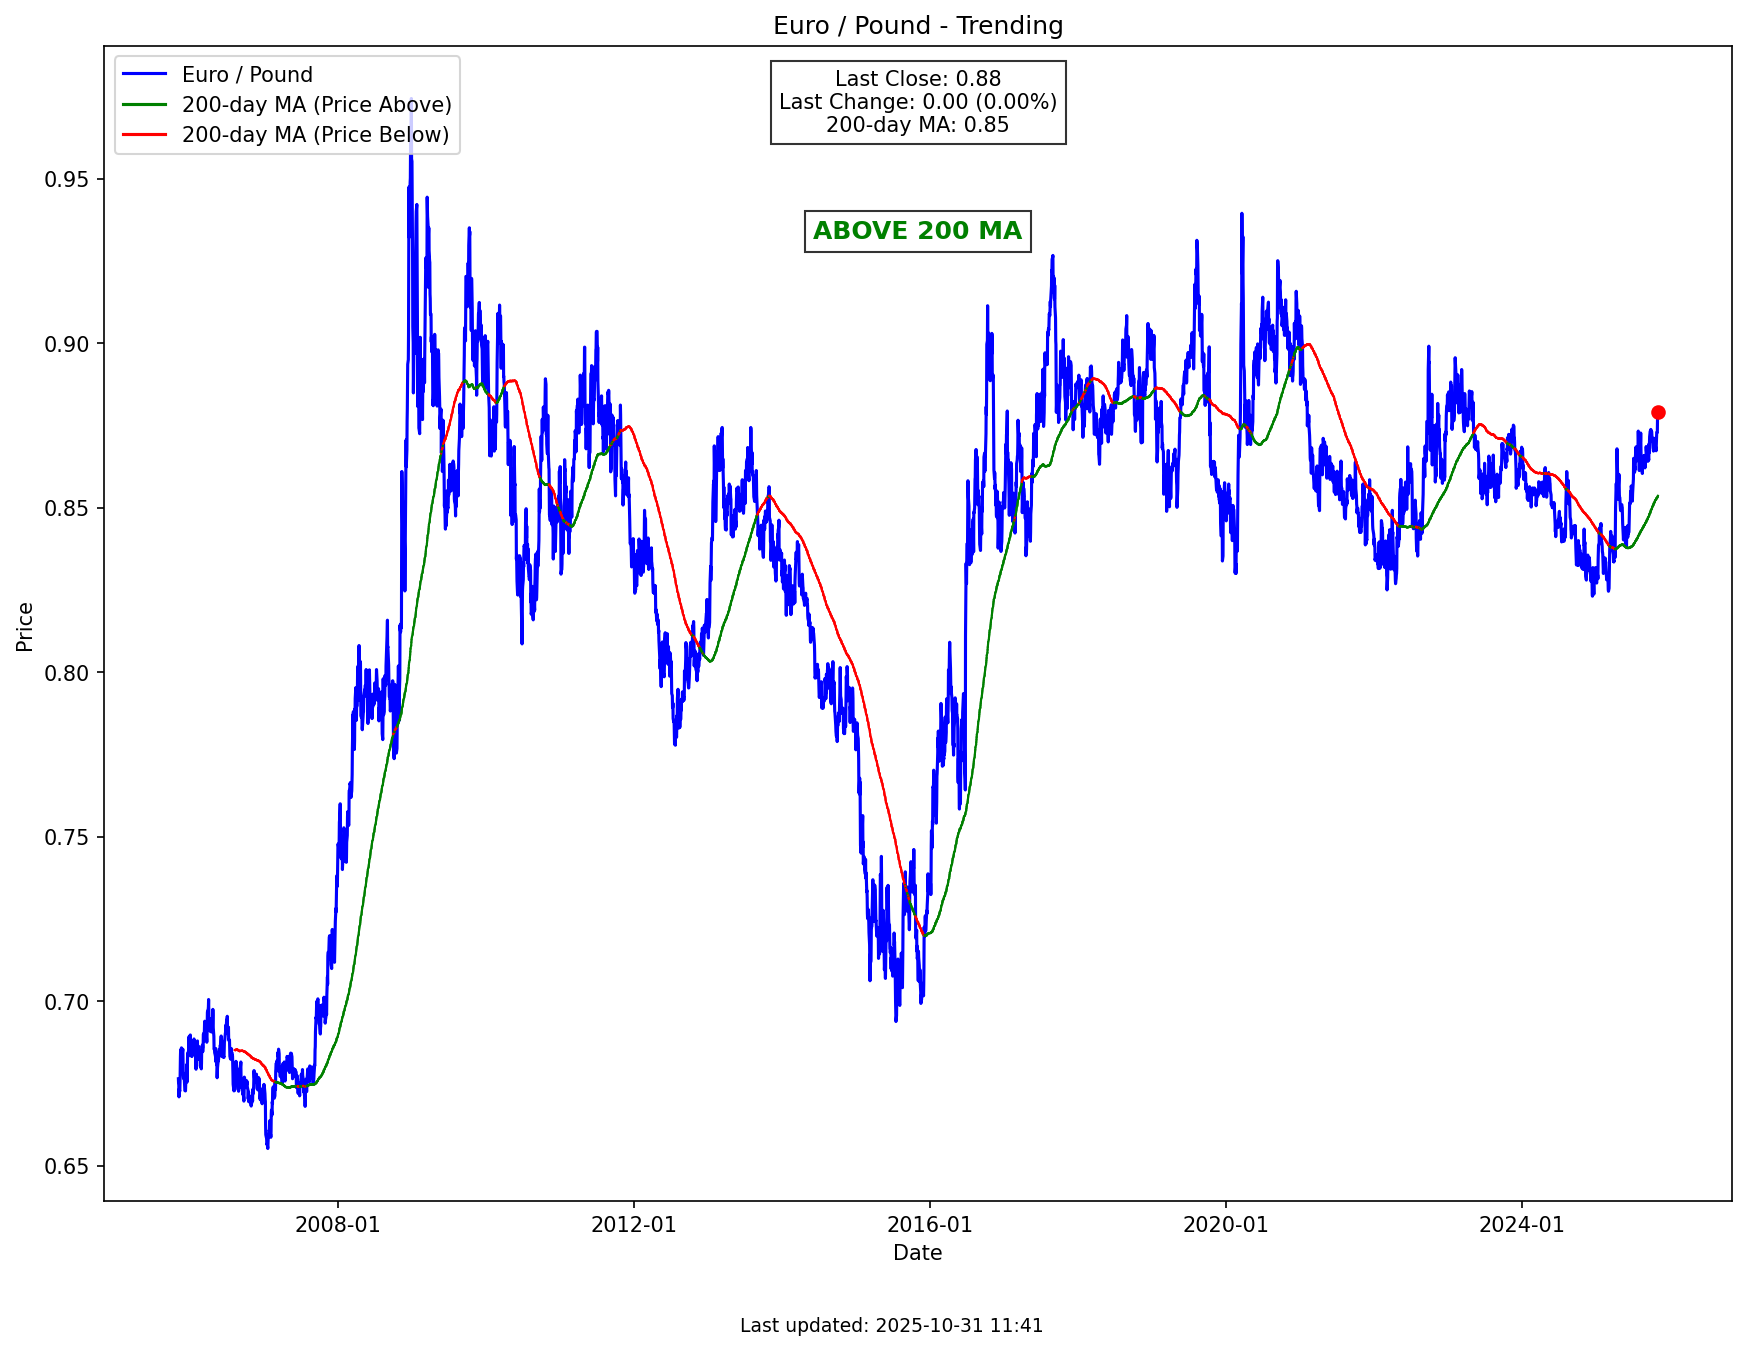 Euro / Pound - Trending
Euro / Pound
200-day MA (Price Above)
200-day MA (Price Below)
Last Close: 0.88
Last Change: 0.00 (0.00%)
200-day MA: 0.85
ABOVE 200 MA
0.95
0.90
0.85
0.80
0.75
0.70
0.65
Price
2008-01
2012-01
2016-01
2020-01
2024-01
Date
Last updated: 2025-10-31 11:41